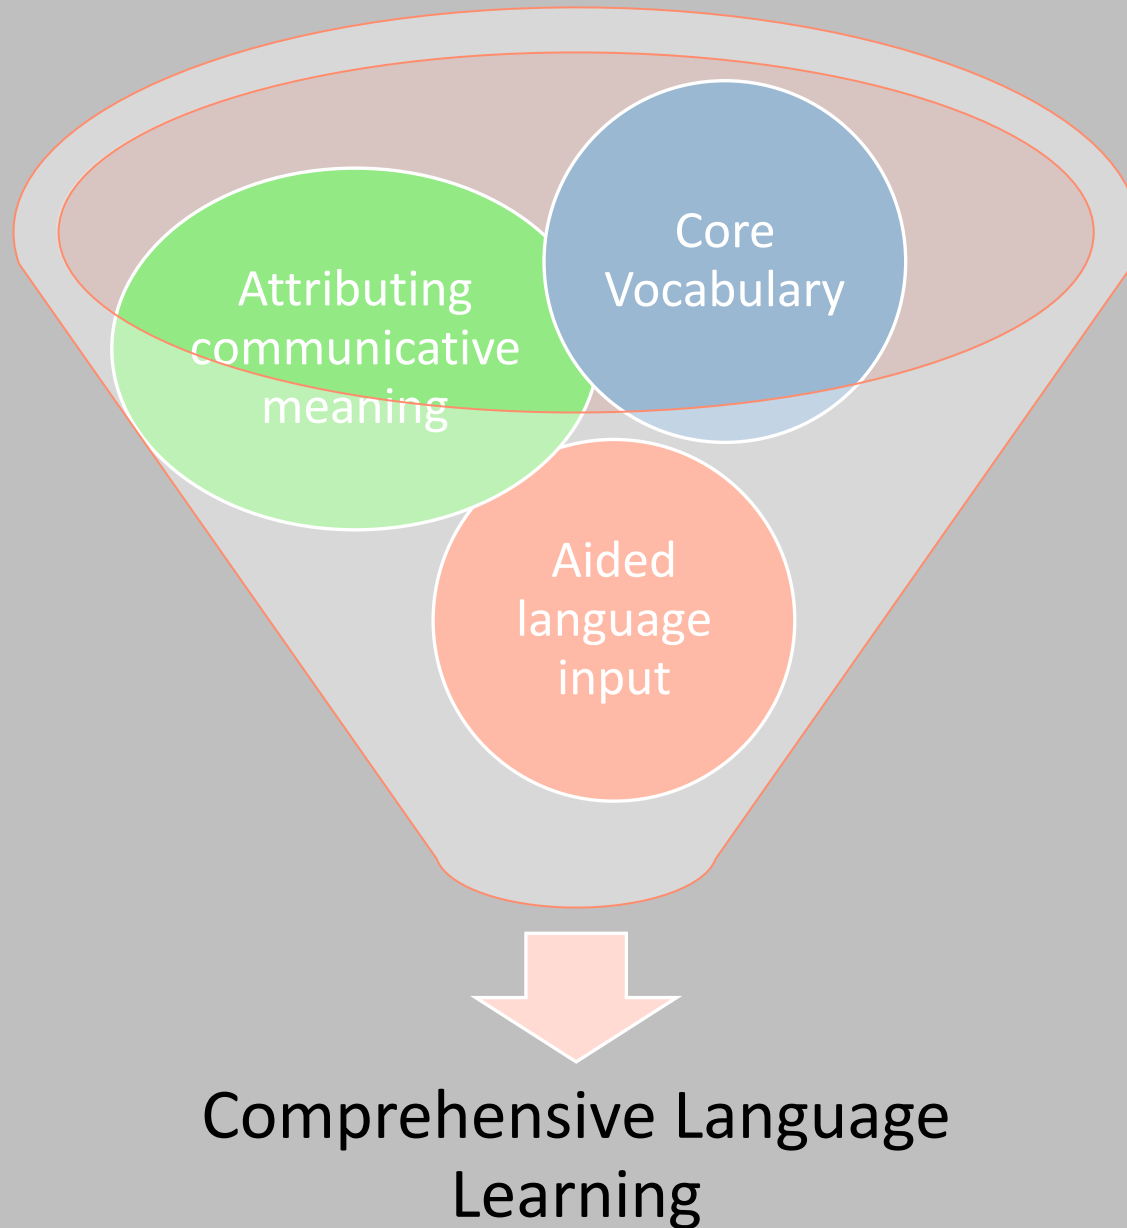 Core
Vocabulary
Attributing
communicative
meaning
Aided
language
input
Comprehensive Language
Learning